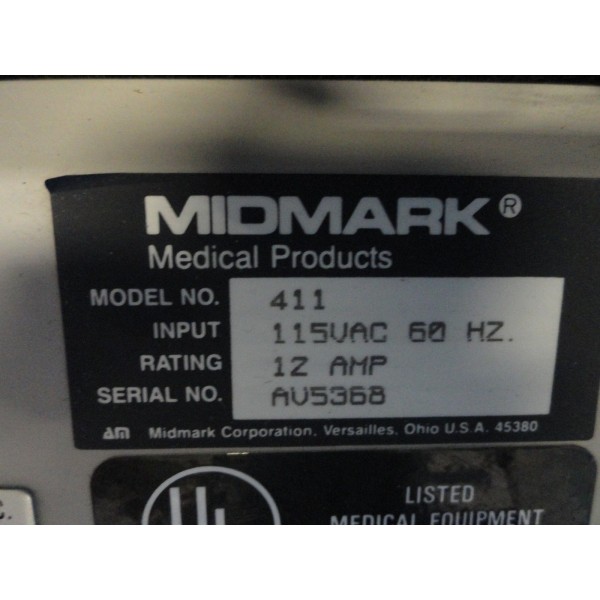 MIDMARK®
Medical Products
MODEL NO. 411
INPUT 115VAC 60 HZ.
RATING 12 AMP
SERIAL NO. AV5368
Midmark Corporation, Versailles, Ohio U.S.A. 45380
UL LISTED
MEDICAL EQUIPMENT